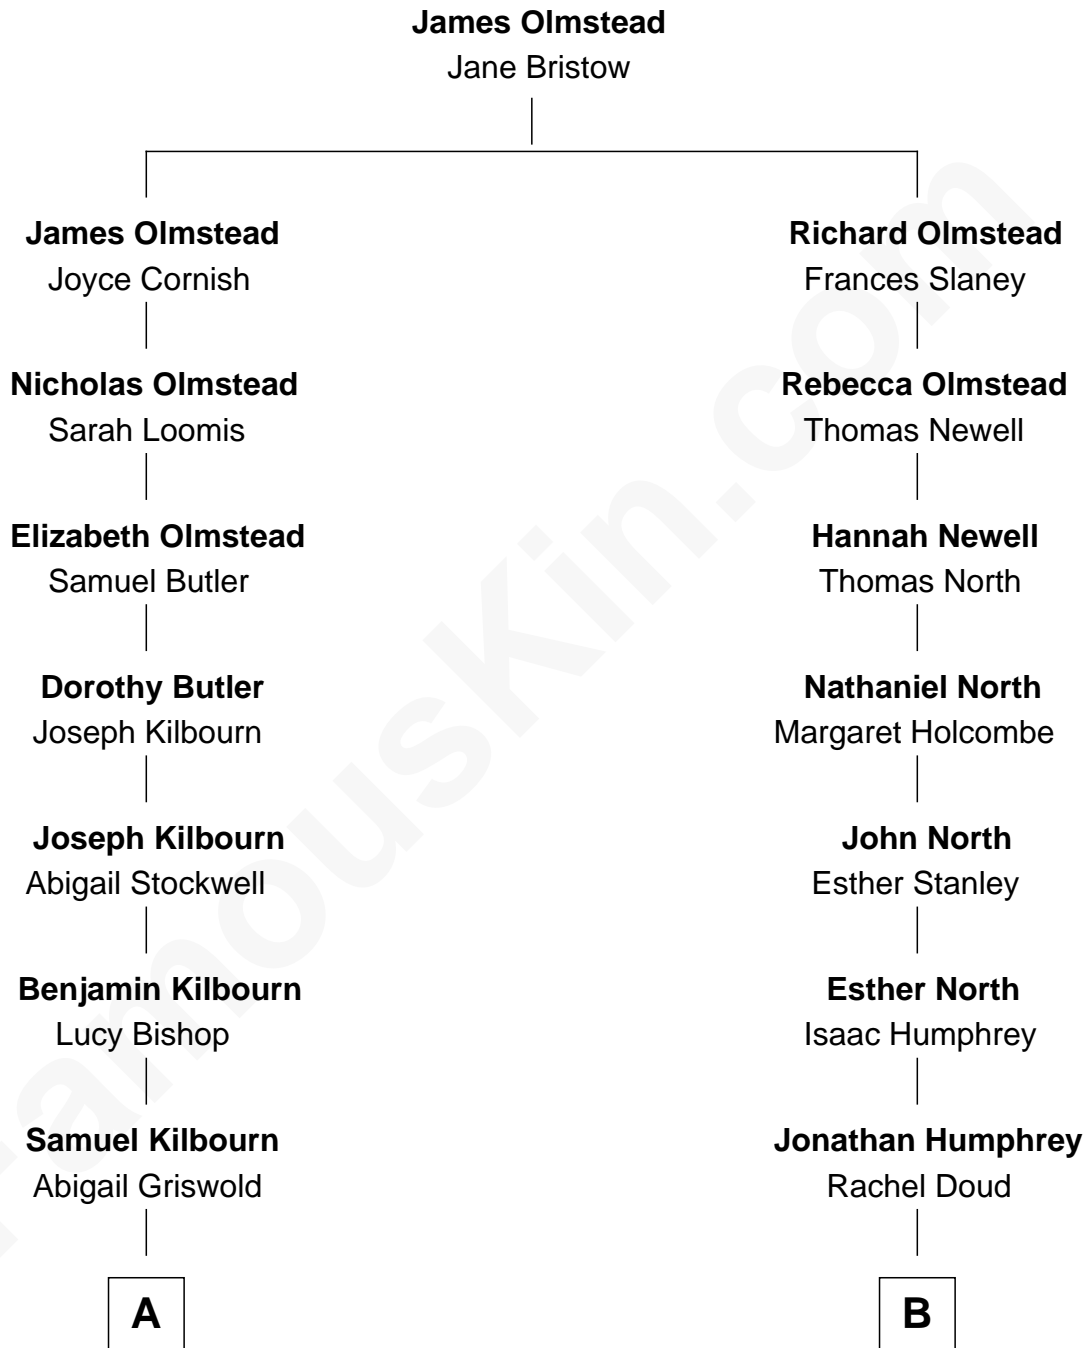 James Olmstead
Jane Bristow
James Olmstead
Joyce Cornish
Richard Olmstead
Frances Slaney
Nicholas Olmstead
Sarah Loomis
Rebecca Olmstead
Thomas Newell
Elizabeth Olmstead
Samuel Butler
Hannah Newell
Thomas North
Dorothy Butler
Joseph Kilbourn
Nathaniel North
Margaret Holcombe
Joseph Kilbourn
Abigail Stockwell
John North
Esther Stanley
Benjamin Kilbourn
Lucy Bishop
Esther North
Isaac Humphrey
Samuel Kilbourn
Abigail Griswold
Jonathan Humphrey
Rachel Doud
A
B
FamousKin.com